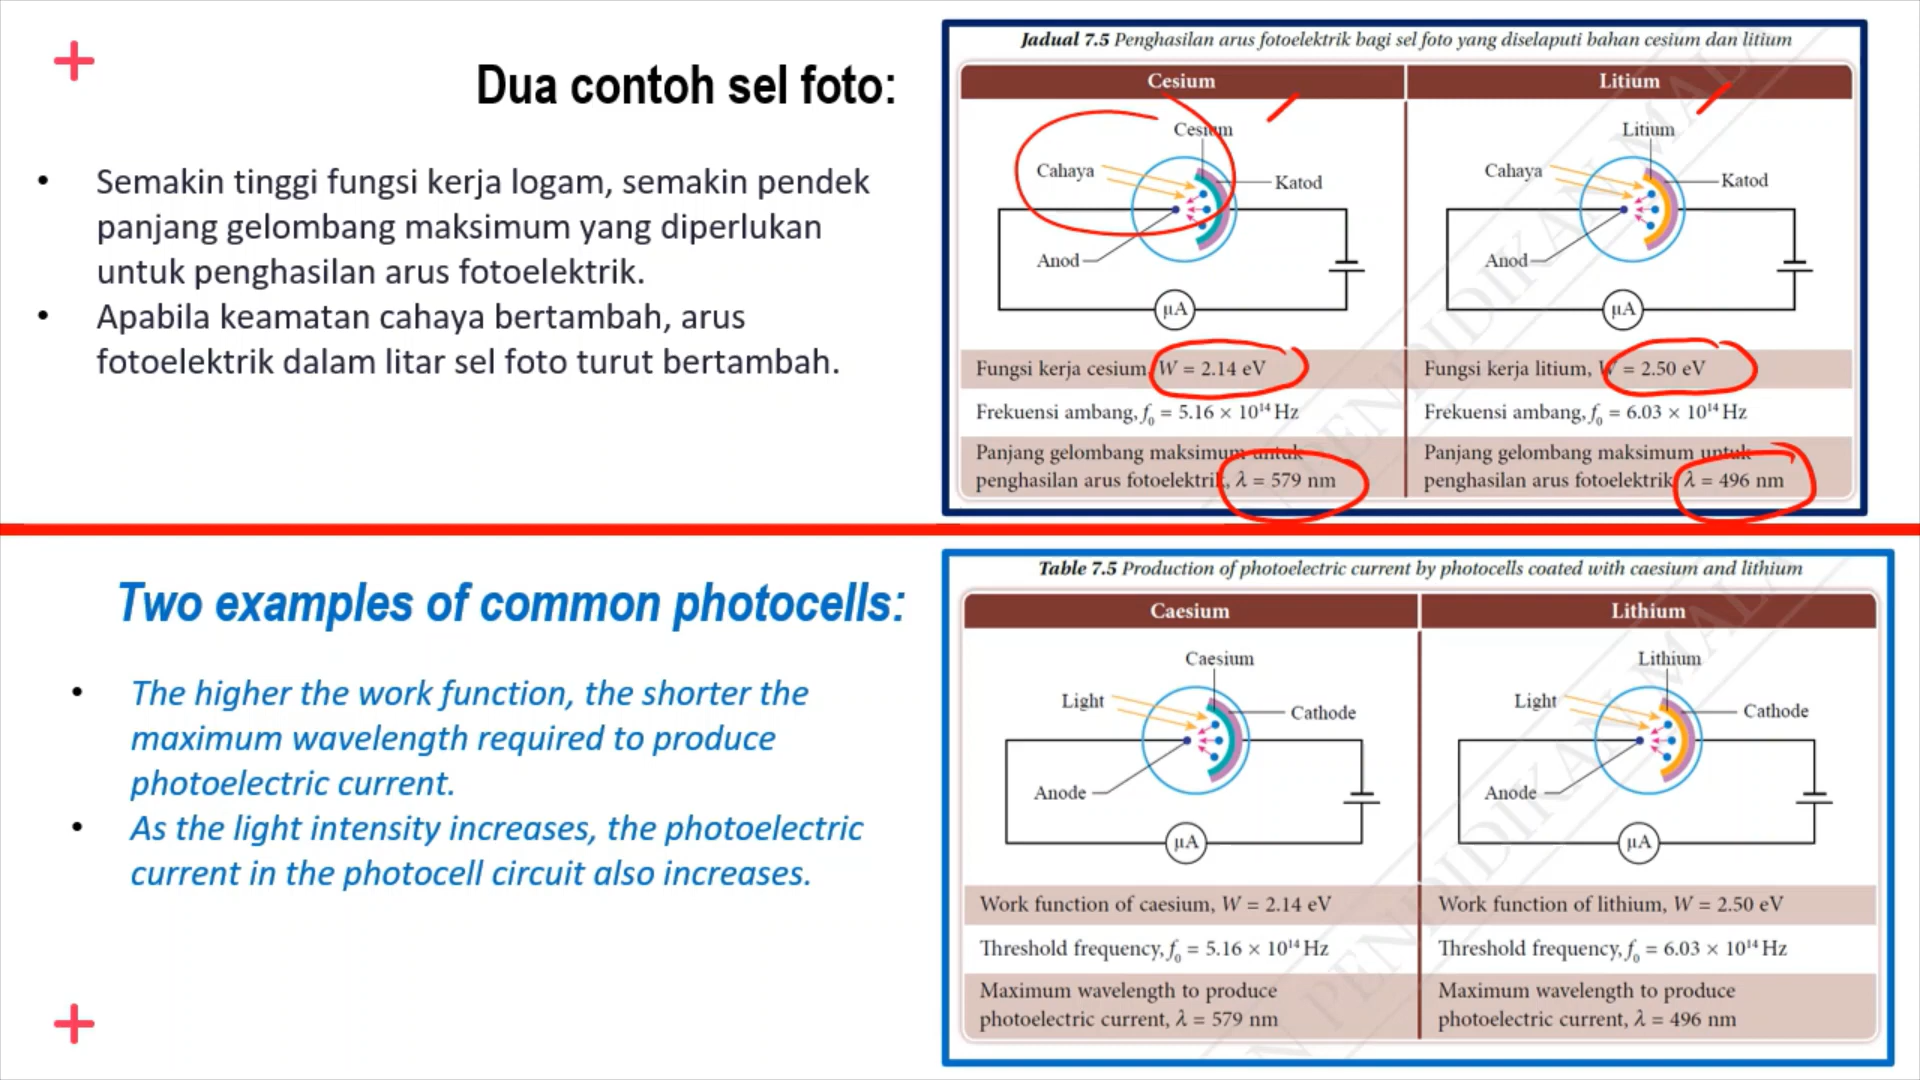 Dua contoh sel foto:
• Semakin tinggi fungsi kerja logam, semakin pendek
panjang gelombang maksimum yang diperlukan
untuk penghasilan arus fotoelektrik.
• Apabila keamatan cahaya bertambah, arus
fotoelektrik dalam litar sel foto turut bertambah.
Jadual 7.5 Penghasilan arus fotoelektrik bagi sel foto yang diselaputi bahan cesium dan litium
Cesium
Cesium
Cahaya
Katod
Anod
µA
Fungsi kerja cesium, W = 2.14 eV
Frekuensi ambang, f₀ = 5.16 × 10¹⁴ Hz
Panjang gelombang maksimum untuk
penghasilan arus fotoelektrik, λ = 579 nm
Litium
Litium
Cahaya
Katod
Anod
µA
Fungsi kerja litium, W = 2.50 eV
Frekuensi ambang, f₀ = 6.03 × 10¹⁴ Hz
Panjang gelombang maksimum untuk
penghasilan arus fotoelektrik, λ = 496 nm
PENDIDIKAN MALA
Two examples of common photocells:
• The higher the work function, the shorter the
maximum wavelength required to produce
photoelectric current.
• As the light intensity increases, the photoelectric
current in the photocell circuit also increases.
Table 7.5 Production of photoelectric current by photocells coated with caesium and lithium
Caesium
Caesium
Light
Cathode
Anode
µA
Work function of caesium, W = 2.14 eV
Threshold frequency, f₀ = 5.16 × 10¹⁴ Hz
Maximum wavelength to produce
photoelectric current, λ = 579 nm
Lithium
Lithium
Light
Cathode
Anode
µA
Work function of lithium, W = 2.50 eV
Threshold frequency, f₀ = 6.03 × 10¹⁴ Hz
Maximum wavelength to produce
photoelectric current, λ = 496 nm
N PENDIDIKAN MALA